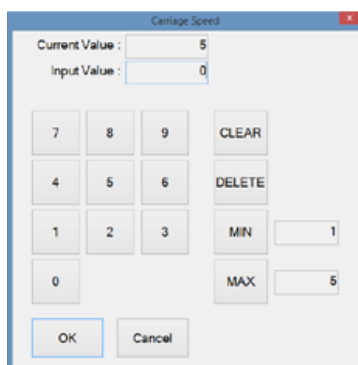 Carriage Speed x
Current Value : 5
Input Value : 0
7 8 9 CLEAR
4 5 6 DELETE
1 2 3 MIN 1
0 MAX 5
OK Cancel